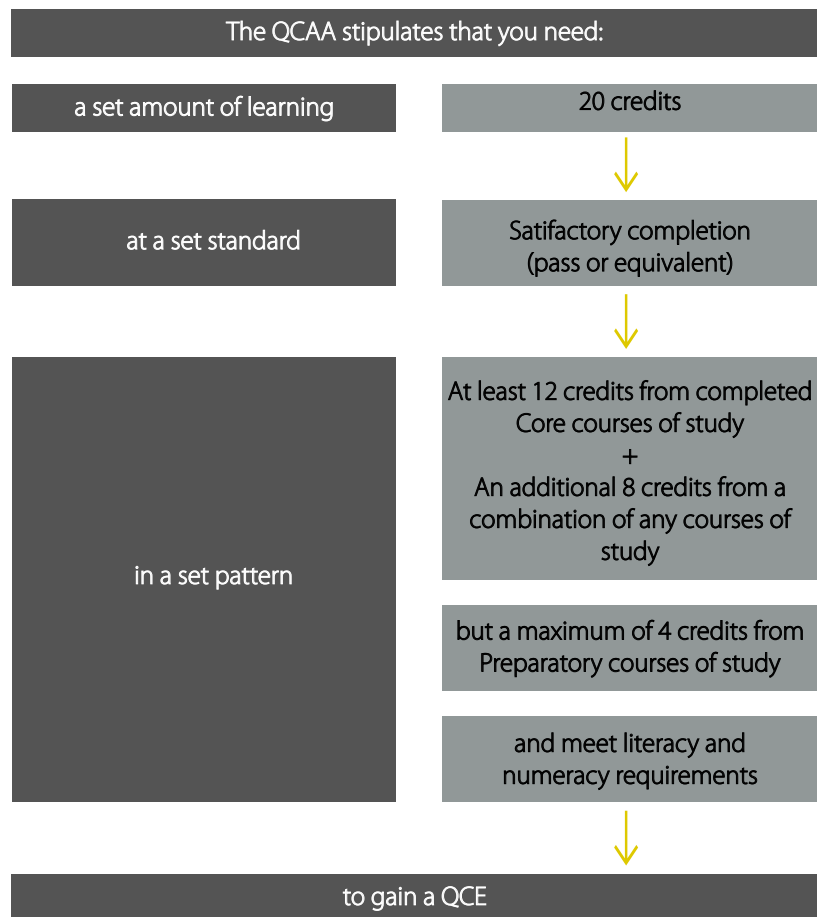 The QCAA stipulates that you need:
a set amount of learning
20 credits
at a set standard
Satifactory completion
(pass or equivalent)
in a set pattern
At least 12 credits from completed
Core courses of study
+
An additional 8 credits from a
combination of any courses of
study
but a maximum of 4 credits from
Preparatory courses of study
and meet literacy and
numeracy requirements
to gain a QCE